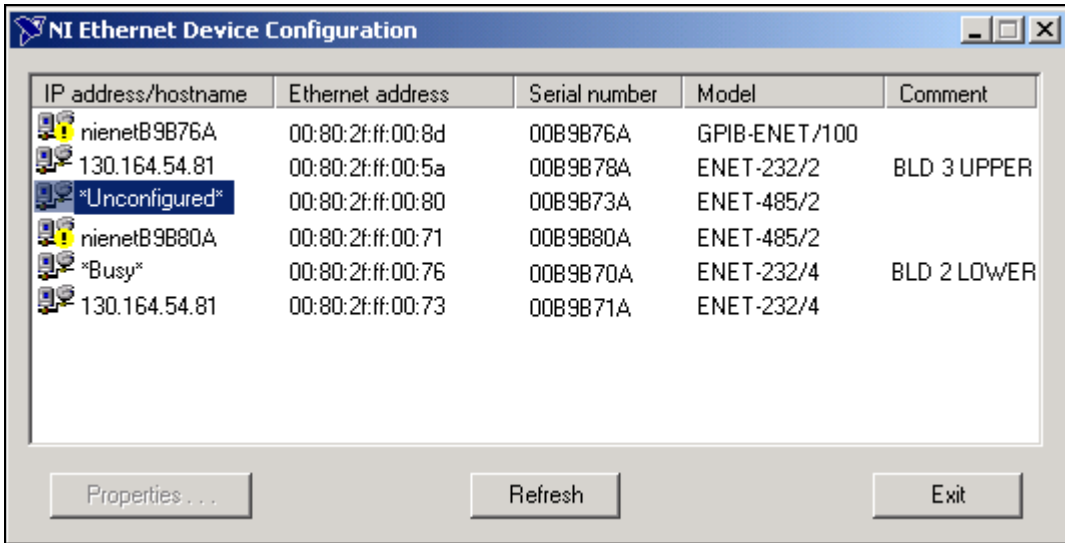 NI Ethernet Device Configuration
IP address/hostname Ethernet address Serial number Model Comment
nienetB9B76A 00:80:2f:ff:00:8d 00B9B76A GPIB-ENET/100
130.164.54.81 00:80:2f:ff:00:5a 00B9B78A ENET-232/2 BLD 3 UPPER
*Unconfigured* 00:80:2f:ff:00:80 00B9B73A ENET-485/2
nienetB9B80A 00:80:2f:ff:00:71 00B9B80A ENET-485/2
*Busy* 00:80:2f:ff:00:76 00B9B70A ENET-232/4 BLD 2 LOWER
130.164.54.81 00:80:2f:ff:00:73 00B9B71A ENET-232/4
Properties . . . Refresh Exit